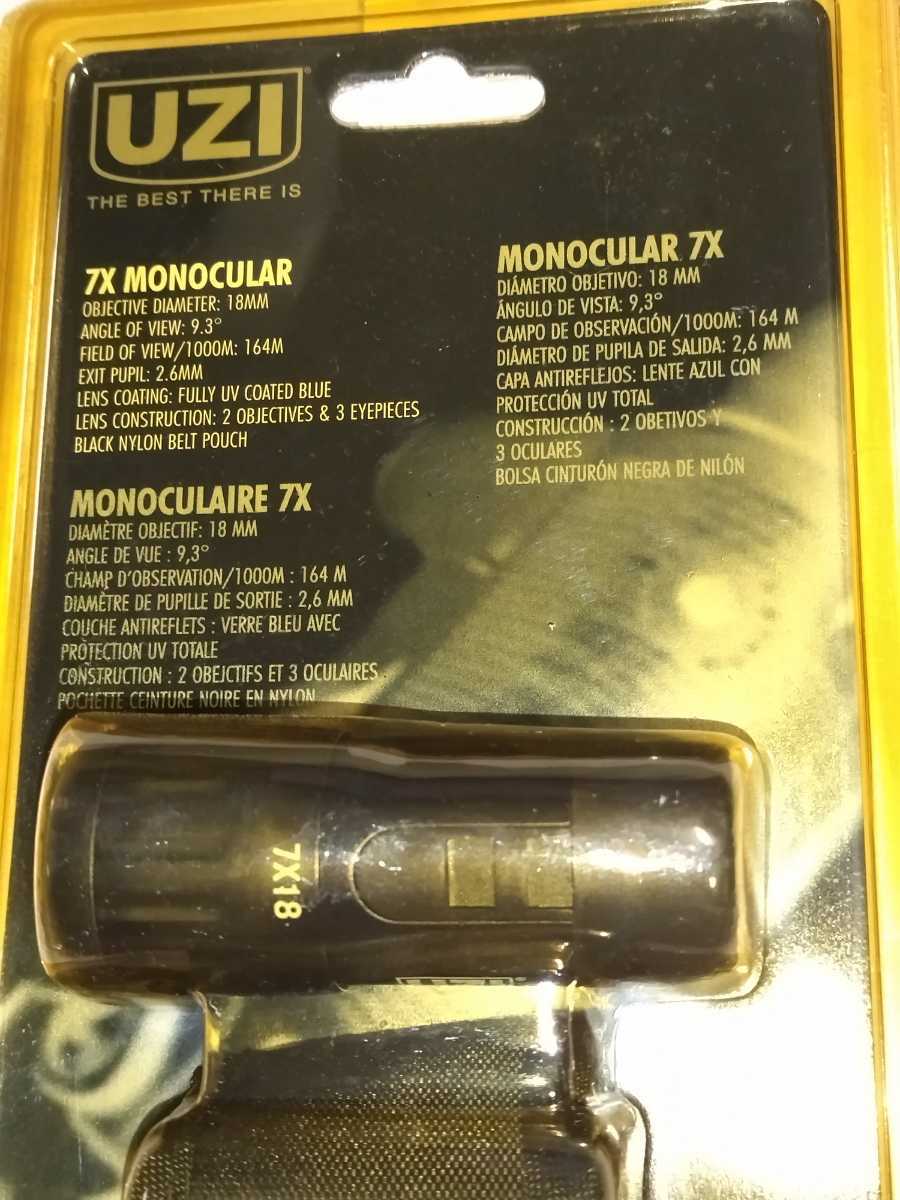 UZI
THE BEST THERE IS
7X MONOCULAR
OBJECTIVE DIAMETER: 18MM
ANGLE OF VIEW: 9.3°
FIELD OF VIEW/1000M: 164M
EXIT PUPIL: 2.6MM
LENS COATING: FULLY UV COATED BLUE
LENS CONSTRUCTION: 2 OBJECTIVES & 3 EYEPIECES
BLACK NYLON BELT POUCH
MONOCULAR 7X
DIÁMETRO OBJETIVO: 18 MM
ÁNGULO DE VISTA: 9,3°
CAMPO DE OBSERVACIÓN/1000M: 164 M
DIÁMETRO DE PUPILA DE SALIDA: 2,6 MM
CAPA ANTIREFLEJOS: LENTE AZUL CON
PROTECCIÓN UV TOTAL
CONSTRUCCIÓN : 2 OBETIVOS Y
3 OCULARES
BOLSA CINTURÓN NEGRA DE NILÓN
MONOCULAIRE 7X
DIAMÈTRE OBJECTIF: 18 MM
ANGLE DE VUE : 9,3°
CHAMP D'OBSERVATION/1000M : 164 M
DIAMÈTRE DE PUPILLE DE SORTIE : 2,6 MM
COUCHE ANTIREFLETS : VERRE BLEU AVEC
PROTECTION UV TOTALE
CONSTRUCTION : 2 OBEJCTIFS ET 3 OCULAIRES
POCHETTE CEINTURE NOIRE EN NYLON
7X18